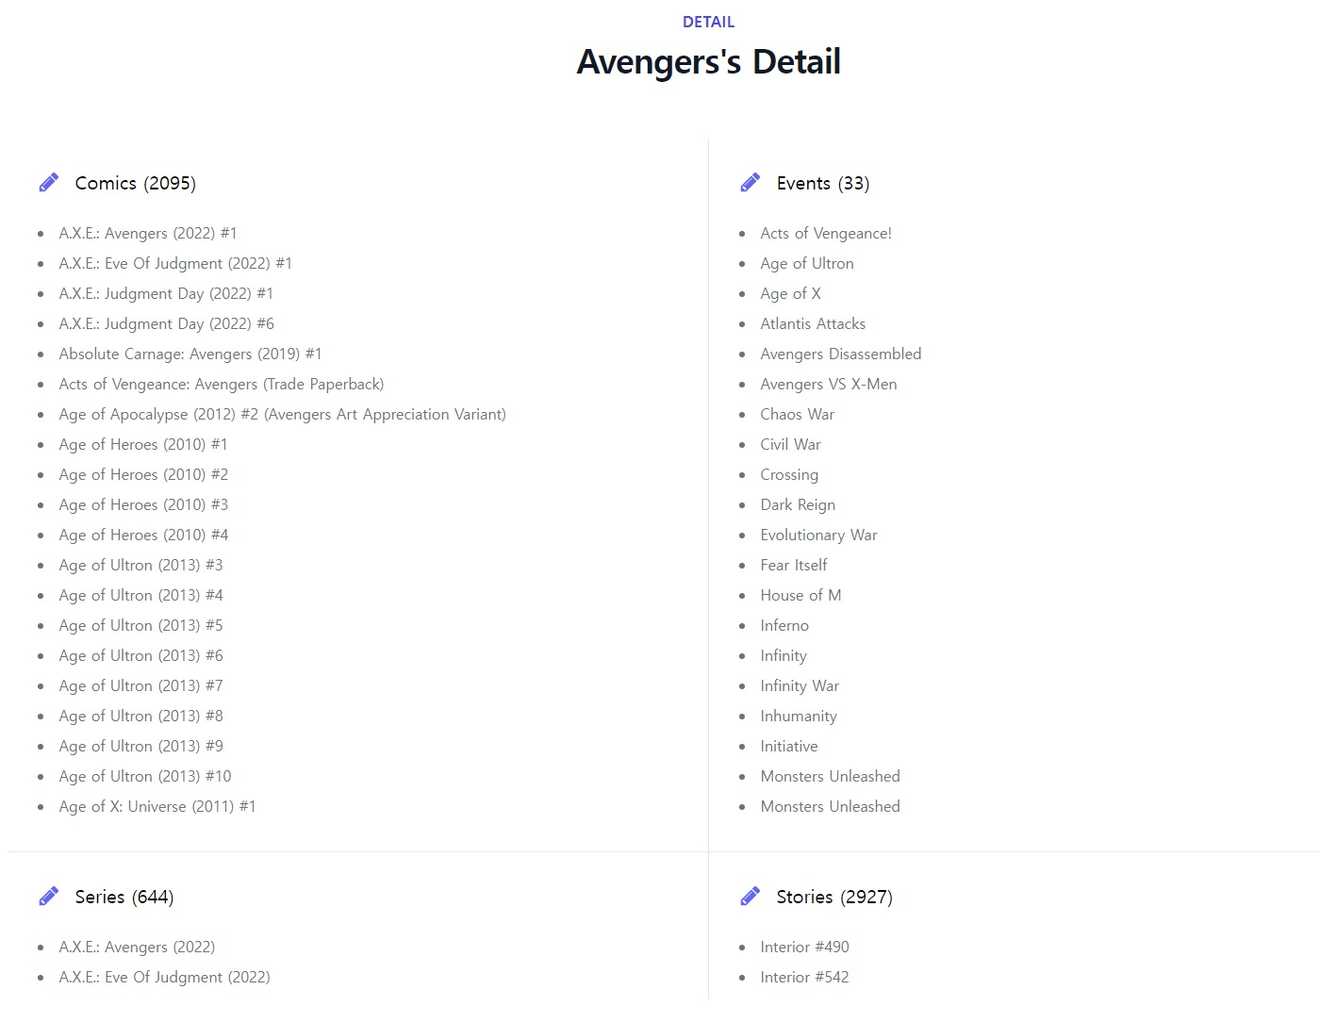 DETAIL
Avengers's Detail
Comics (2095)
A.X.E.: Avengers (2022) #1
A.X.E.: Eve Of Judgment (2022) #1
A.X.E.: Judgment Day (2022) #1
A.X.E.: Judgment Day (2022) #6
Absolute Carnage: Avengers (2019) #1
Acts of Vengeance: Avengers (Trade Paperback)
Age of Apocalypse (2012) #2 (Avengers Art Appreciation Variant)
Age of Heroes (2010) #1
Age of Heroes (2010) #2
Age of Heroes (2010) #3
Age of Heroes (2010) #4
Age of Ultron (2013) #3
Age of Ultron (2013) #4
Age of Ultron (2013) #5
Age of Ultron (2013) #6
Age of Ultron (2013) #7
Age of Ultron (2013) #8
Age of Ultron (2013) #9
Age of Ultron (2013) #10
Age of X: Universe (2011) #1
Events (33)
Acts of Vengeance!
Age of Ultron
Age of X
Atlantis Attacks
Avengers Disassembled
Avengers VS X-Men
Chaos War
Civil War
Crossing
Dark Reign
Evolutionary War
Fear Itself
House of M
Inferno
Infinity
Infinity War
Inhumanity
Initiative
Monsters Unleashed
Monsters Unleashed
Series (644)
A.X.E.: Avengers (2022)
A.X.E.: Eve Of Judgment (2022)
Stories (2927)
Interior #490
Interior #542